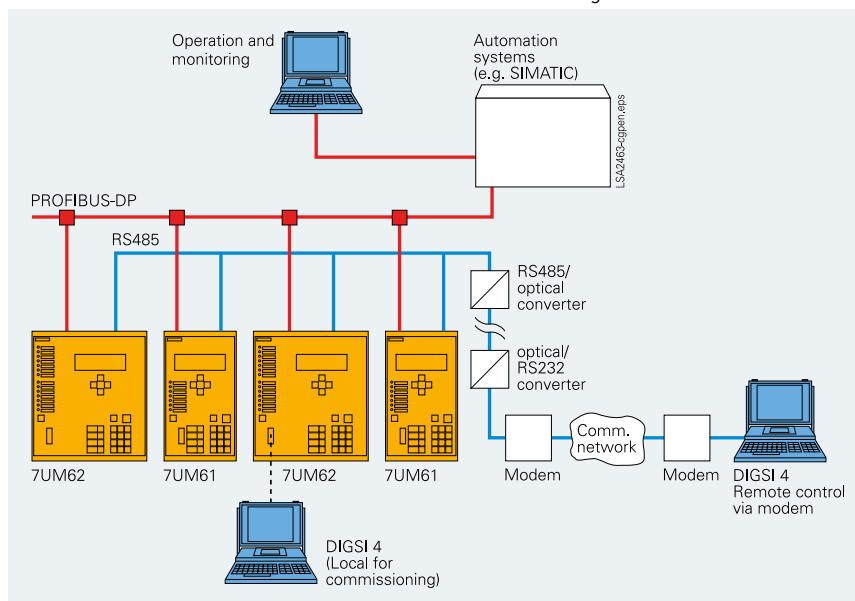 Operation and
monitoring
Automation
systems
(e.g. SIMATIC)
LSA2463-cgpen.eps
PROFIBUS-DP
RS485
RS485/
optical
converter
optical/
RS232
converter
Comm.
network
7UM62
7UM61
7UM62
7UM61
Modem
Modem
DIGSI 4
Remote control
via modem
DIGSI 4
(Local for
commissioning)